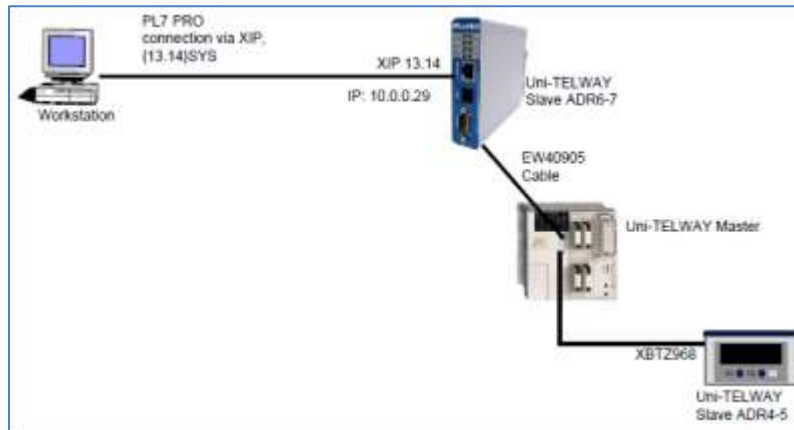 PL7 PRO
connection via XIP,
{13.14}SYS
XIP 13.14
IP: 10.0.0.29
Workstation
Uni-TELWAY
Slave ADR6-7
EW40905
Cable
Uni-TELWAY Master
XBTZ968
Uni-TELWAY
Slave ADR4-5